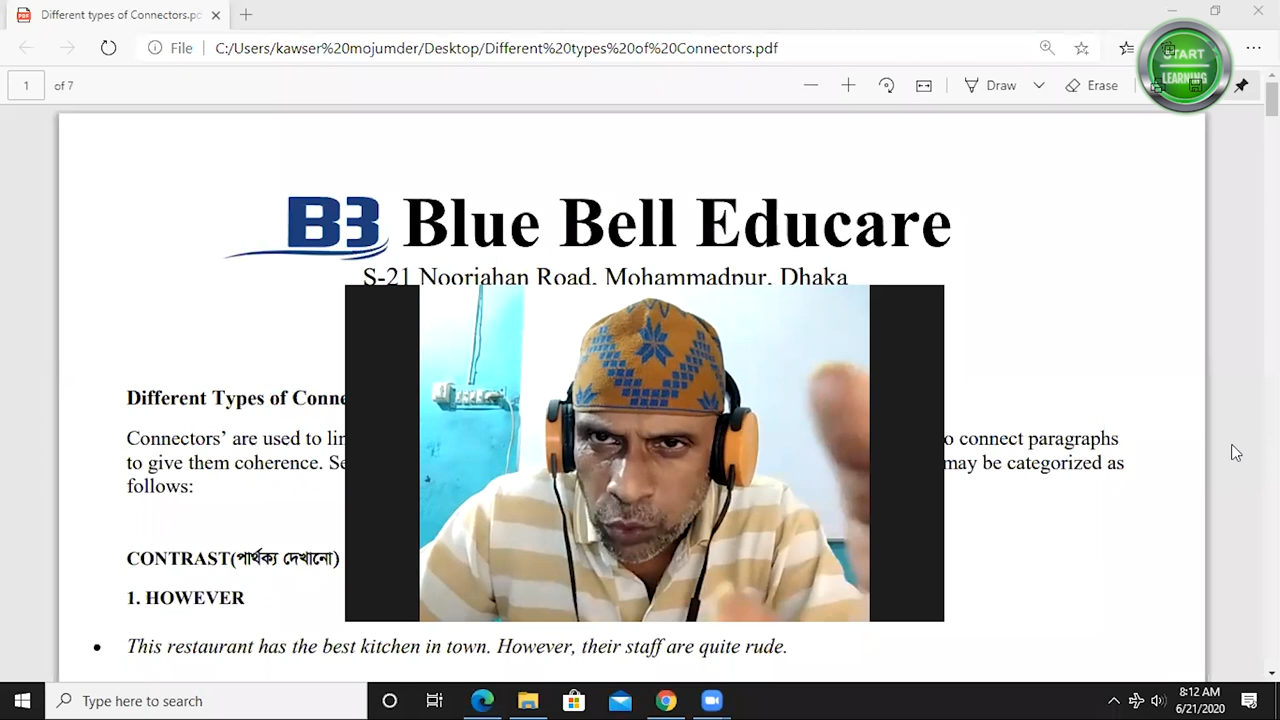 Different types of Connectors.pd
File
C:/Users/kawser%20mojumder/Desktop/Different%20types%20of%20Connectors.pdf
START
LEARNING
1 of 7
Draw
Erase
B3 Blue Bell Educare
S-21 Noorjahan Road, Mohammadpur, Dhaka
Different Types of Conne
Connectors’ are used to lin
o connect paragraphs
to give them coherence. Se
may be categorized as
follows:
CONTRAST(পার্থক্য দেখানো)
1. HOWEVER
• This restaurant has the best kitchen in town. However, their staff are quite rude.
Type here to search
8:12 AM
6/21/2020